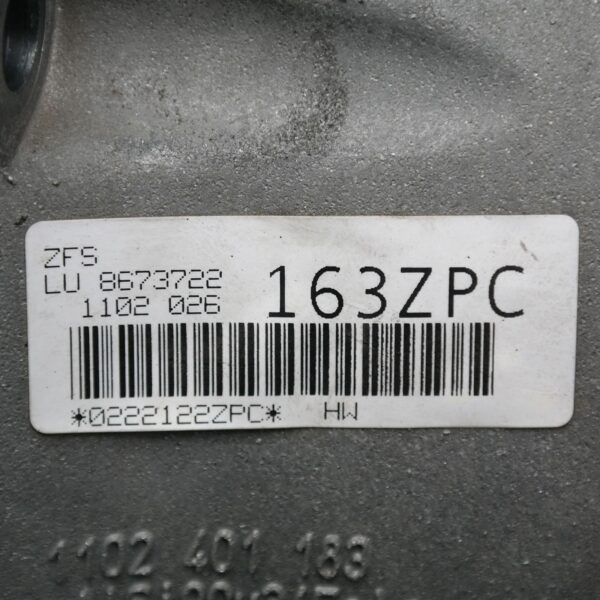 ZFS
LU 8673722
1102 026
163ZPC
*0222122ZPC* HW
1102 401 183